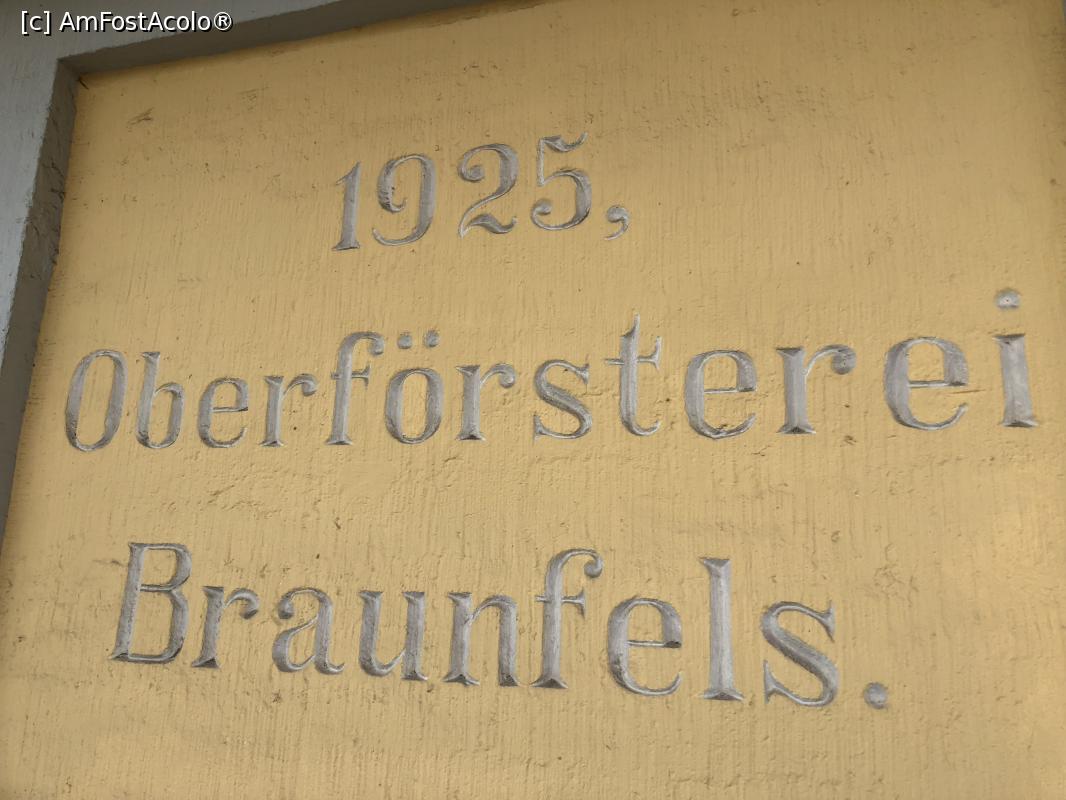 [c] AmFostAcolo®
1925,
Oberförsterei
Braunfels.